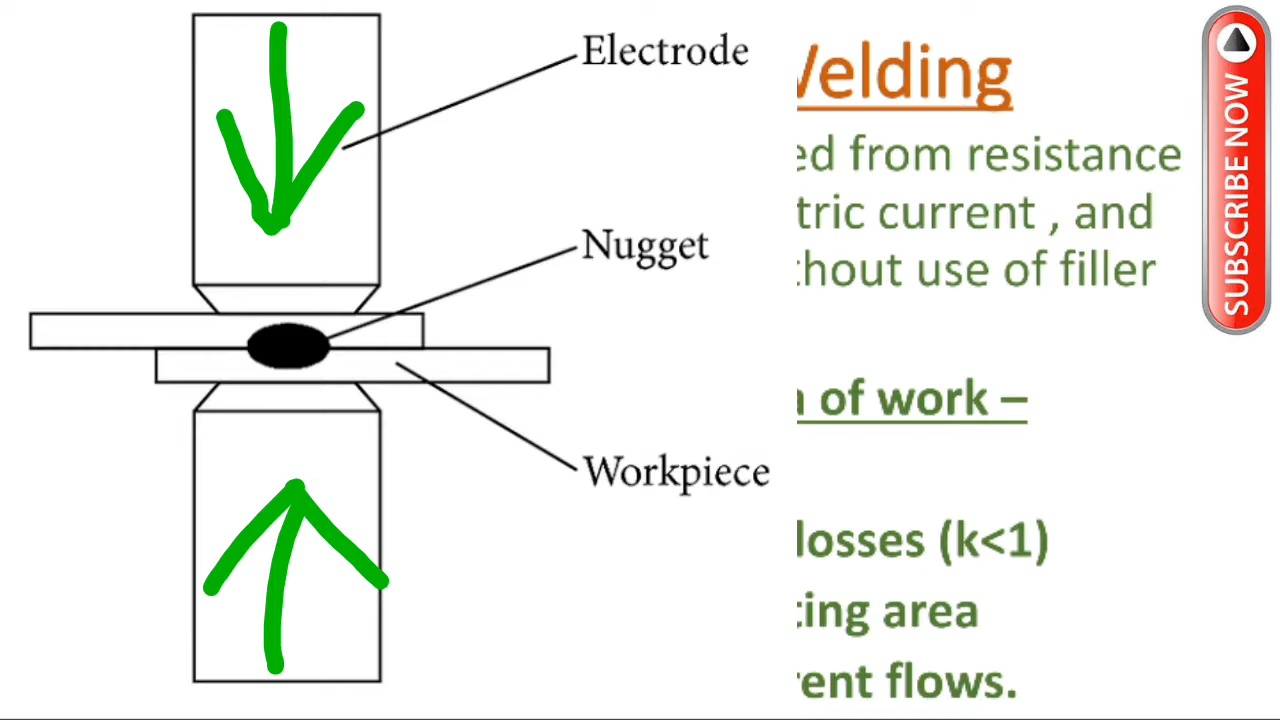 Electrode
Nugget
Workpiece
Welding
ed from resistance
tric current , and
thout use of filler
of work –
losses (k<1)
ting area
rent flows.
SUBSCRIBE NOW